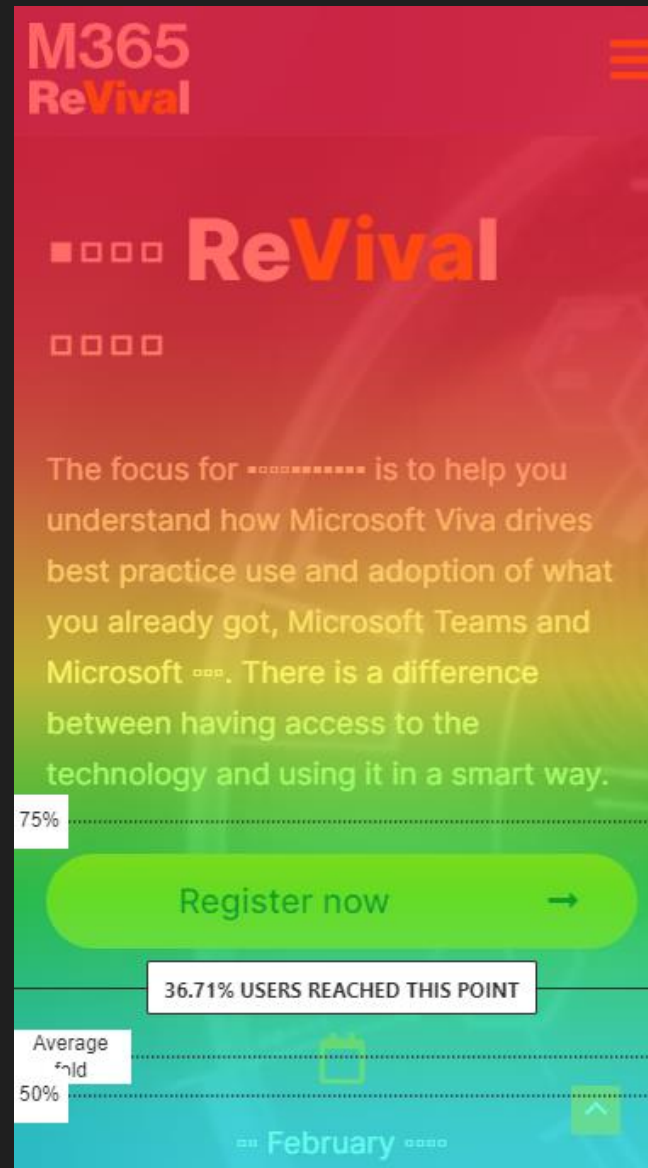 M365
ReVival
ReVival
The focus for is to help you
understand how Microsoft Viva drives
best practice use and adoption of what
you already got, Microsoft Teams and
Microsoft . There is a difference
between having access to the
technology and using it in a smart way.
75%
Register now →
36.71% USERS REACHED THIS POINT
Average
fold
50%
February